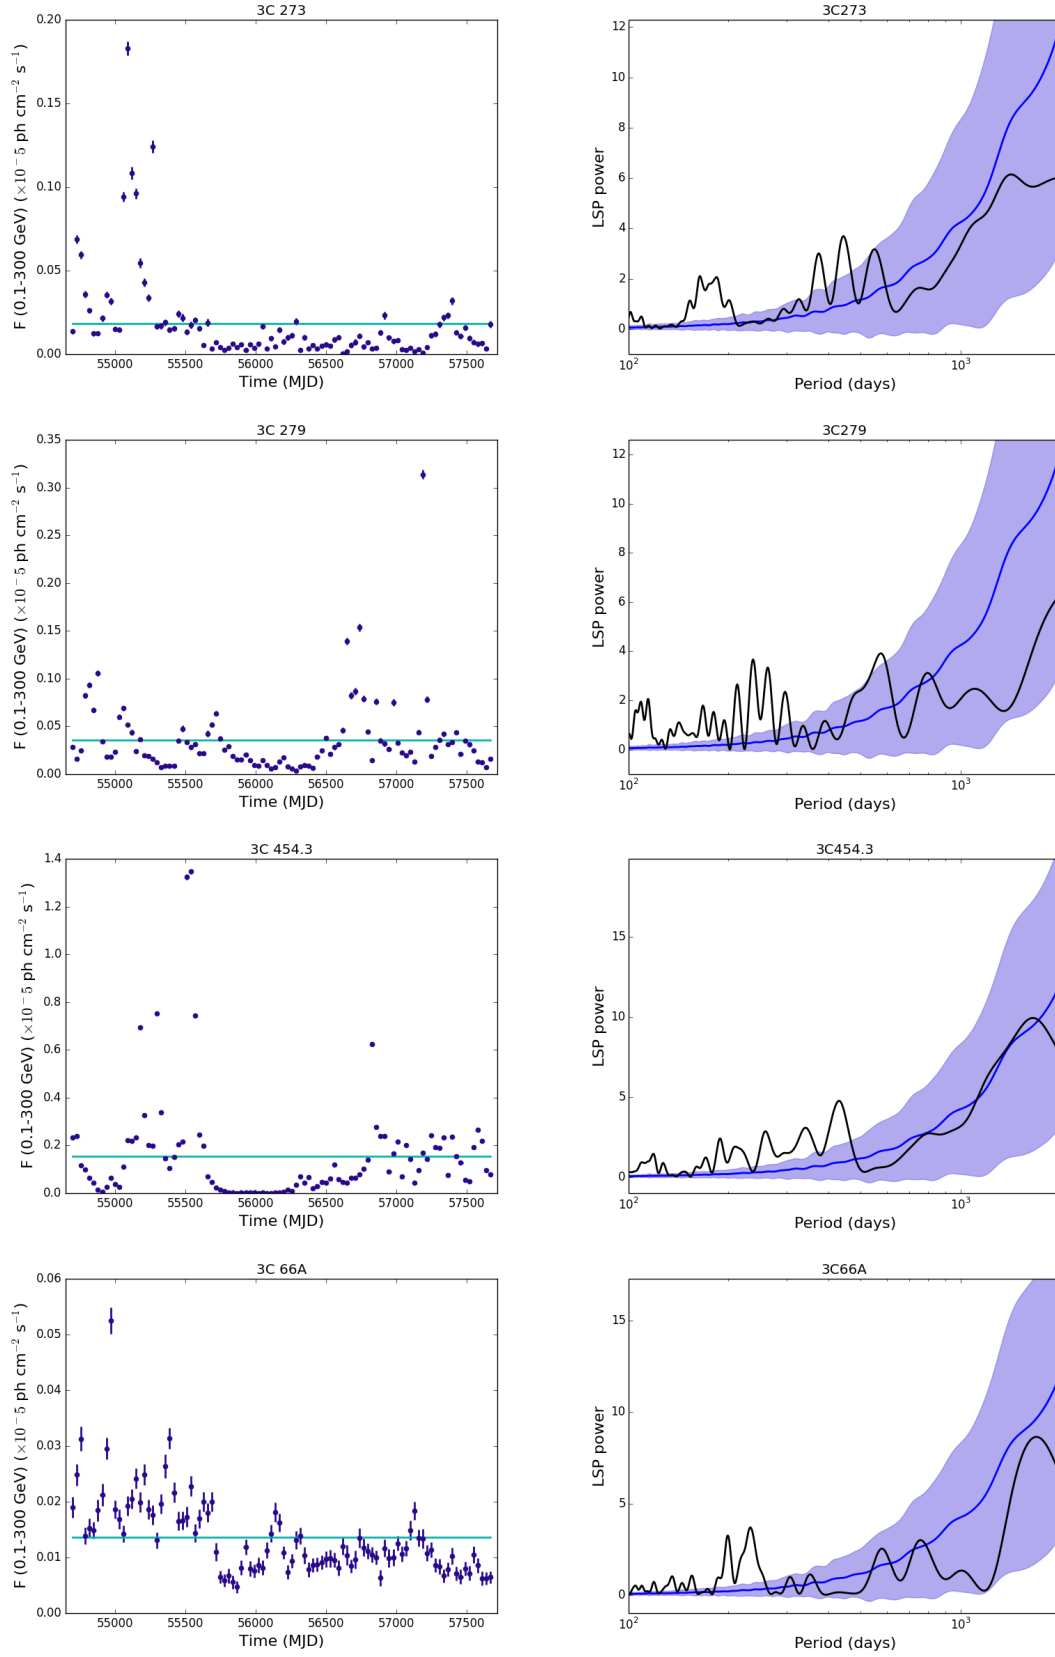 3C 273
0.20
0.15
0.10
0.05
0.00
F (0.1-300 GeV) (×10⁻⁵ ph cm⁻² s⁻¹)
55000 55500 56000 56500 57000 57500
Time (MJD)
3C273
12
10
8
6
4
2
0
LSP power
10² 10³
Period (days)
3C 279
0.35
0.30
0.25
0.20
0.15
0.10
0.05
0.00
F (0.1-300 GeV) (×10⁻⁵ ph cm⁻² s⁻¹)
55000 55500 56000 56500 57000 57500
Time (MJD)
3C279
12
10
8
6
4
2
0
LSP power
10² 10³
Period (days)
3C 454.3
1.4
1.2
1.0
0.8
0.6
0.4
0.2
0.0
F (0.1-300 GeV) (×10⁻⁵ ph cm⁻² s⁻¹)
55000 55500 56000 56500 57000 57500
Time (MJD)
3C454.3
15
10
5
0
LSP power
10² 10³
Period (days)
3C 66A
0.06
0.05
0.04
0.03
0.02
0.01
0.00
F (0.1-300 GeV) (×10⁻⁵ ph cm⁻² s⁻¹)
55000 55500 56000 56500 57000 57500
Time (MJD)
3C66A
15
10
5
0
LSP power
10² 10³
Period (days)